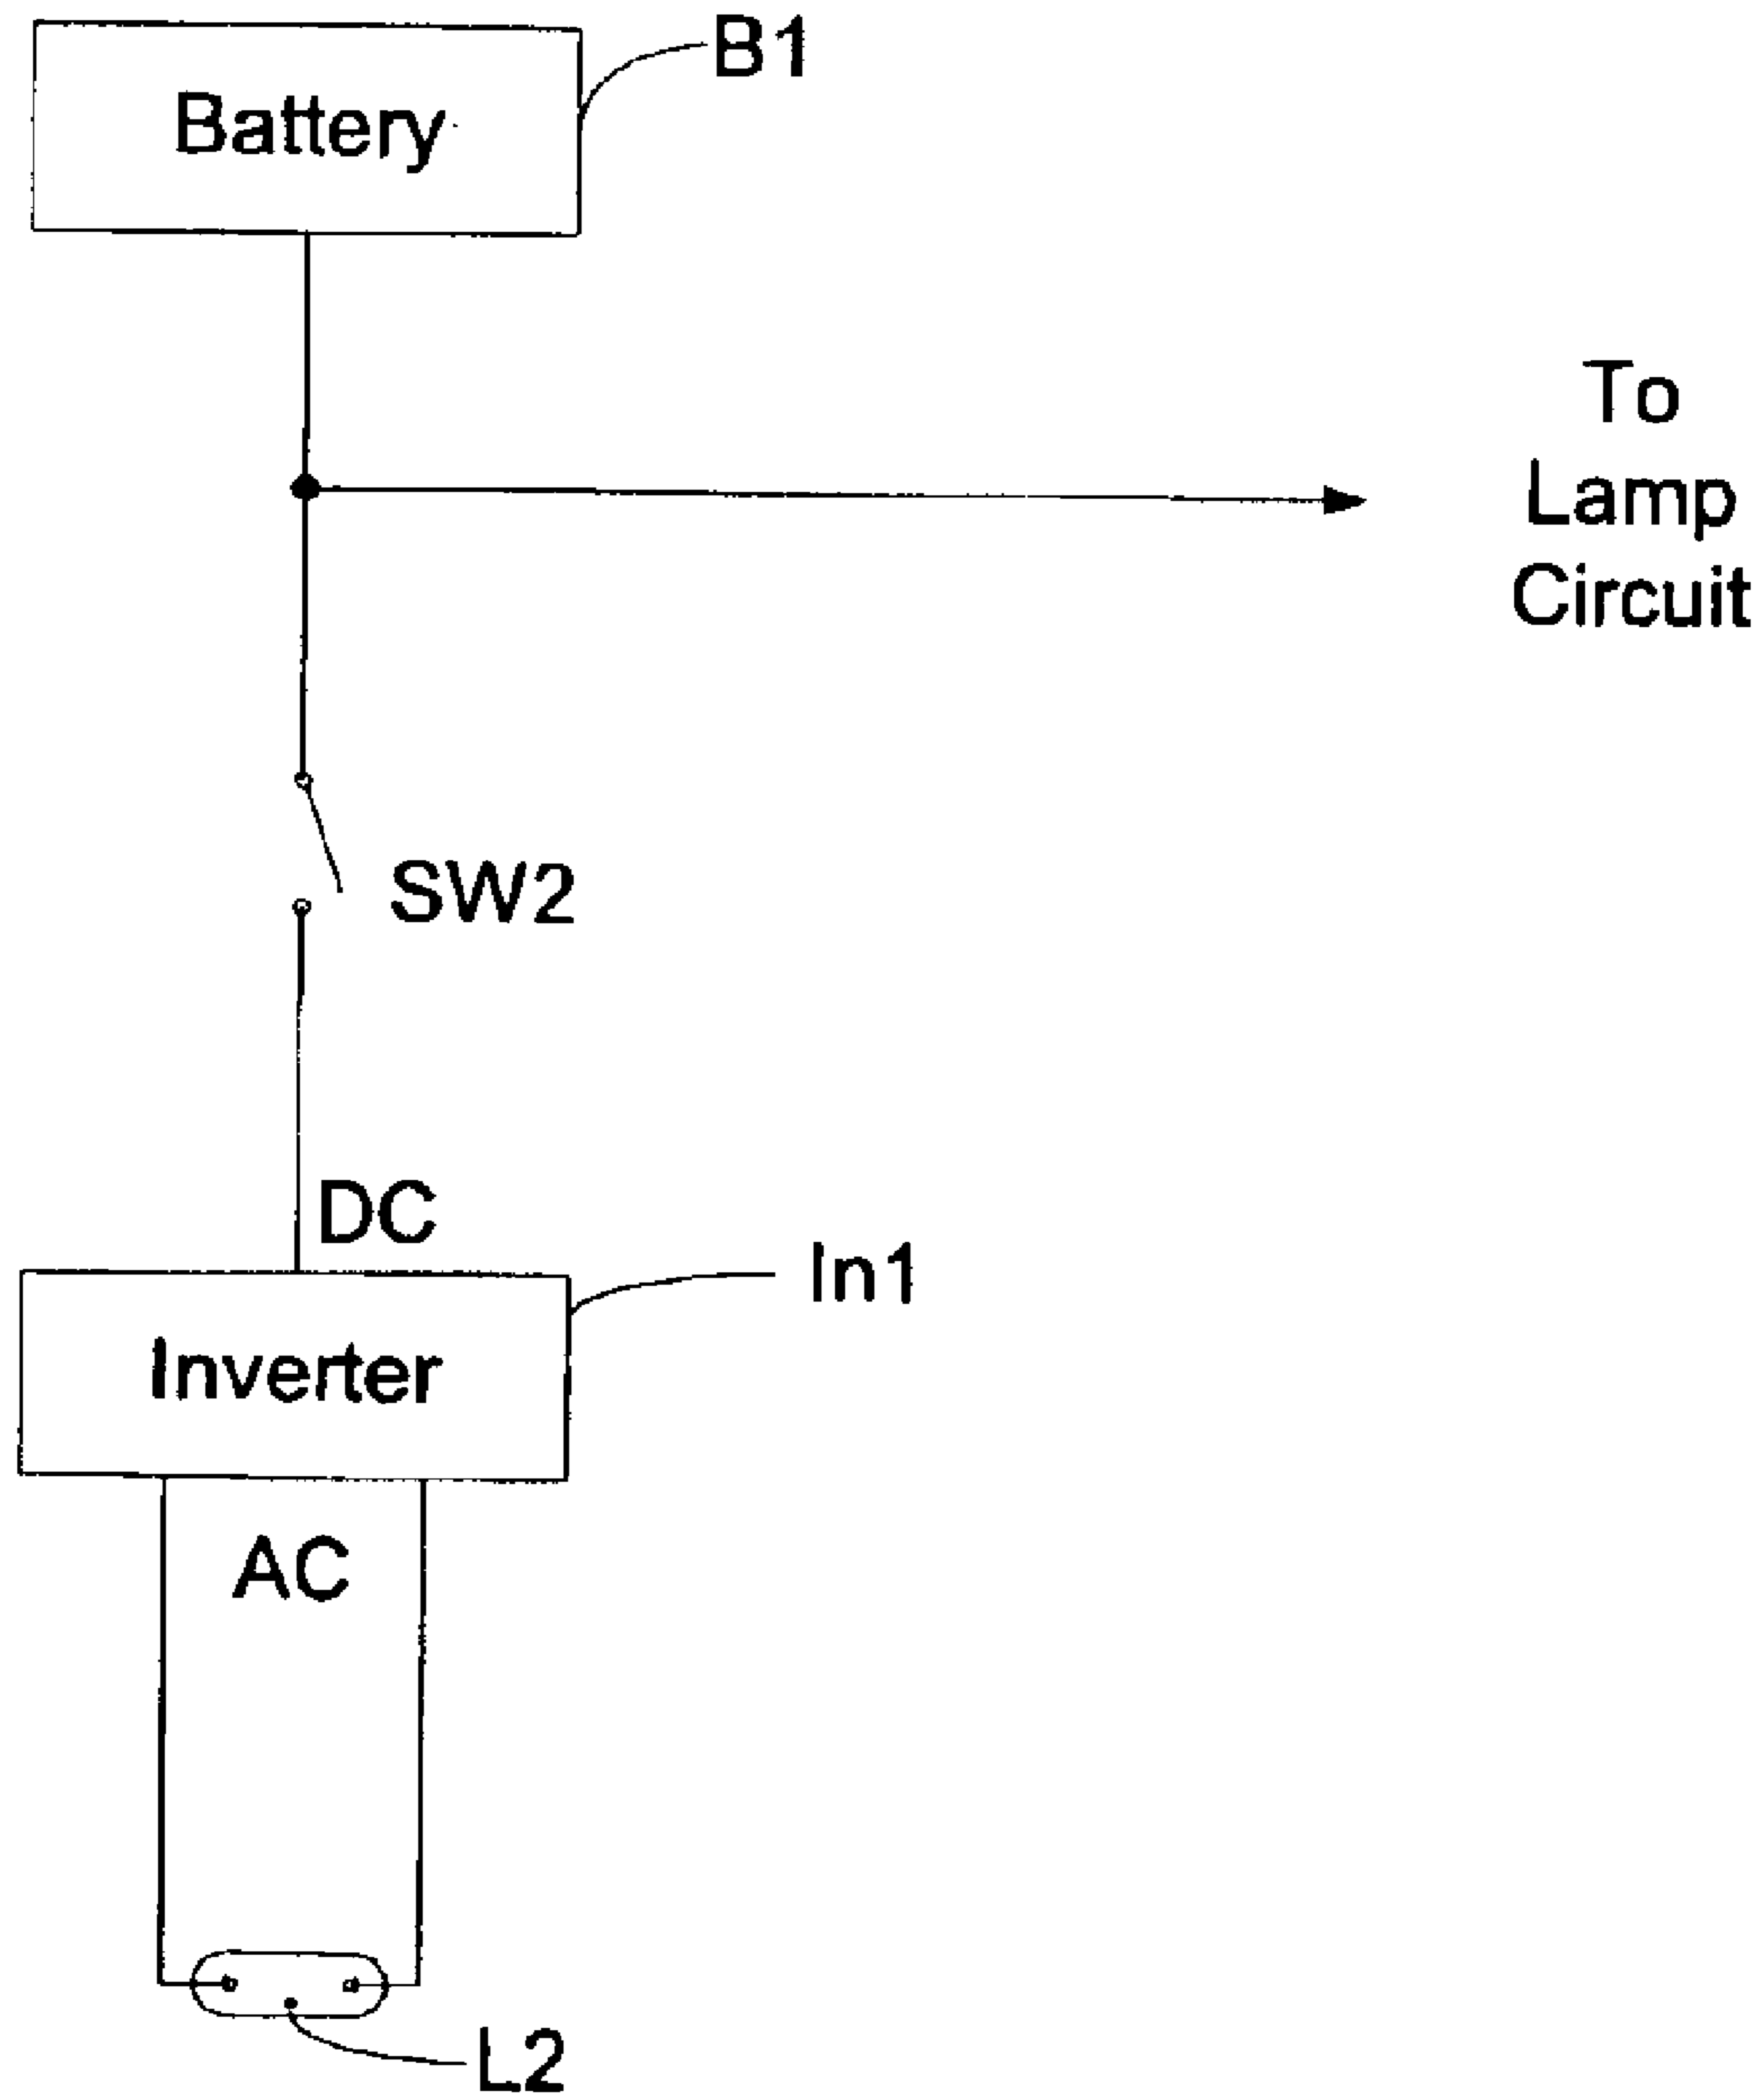 B1
Battery
To
Lamp
Circuit
SW2
DC
In1
Inverter
AC
L2